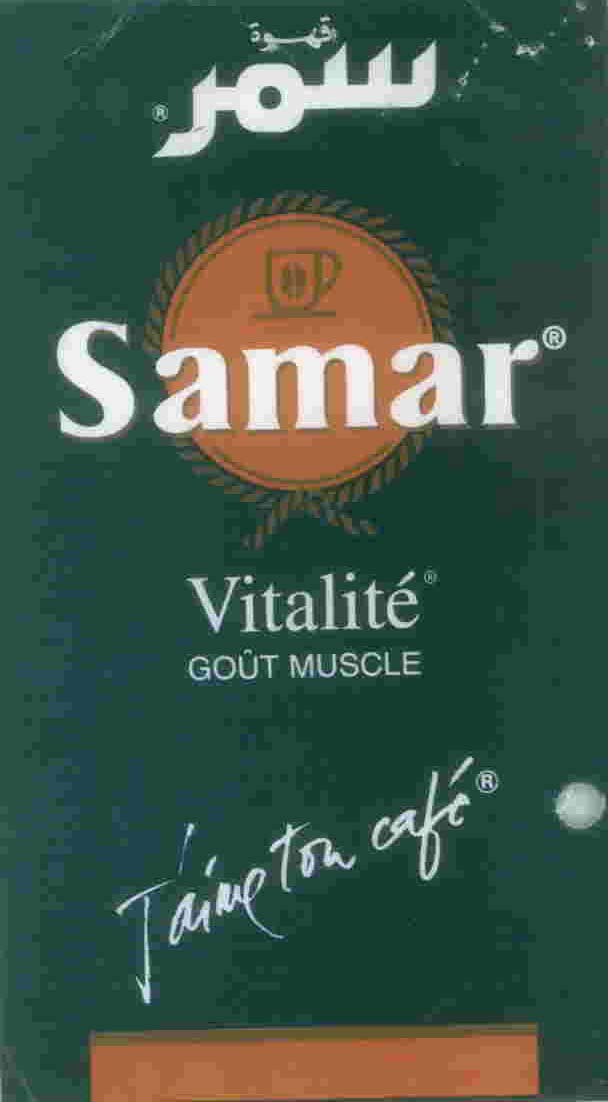 قهوة
سمر®
Samar®
Vitalité®
GOÛT MUSCLE
J'aime ton café®